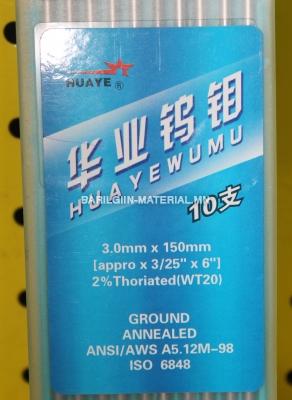 HUAYE®
华业钨钼
HUAYEWUMU
BARILGIIN-MATERIAL.MN
10支
3.0mm x 150mm
[appro x 3/25" x 6"]
2%Thoriated(WT20)
GROUND
ANNEALED
ANSI/AWS A5.12M-98
ISO 6848